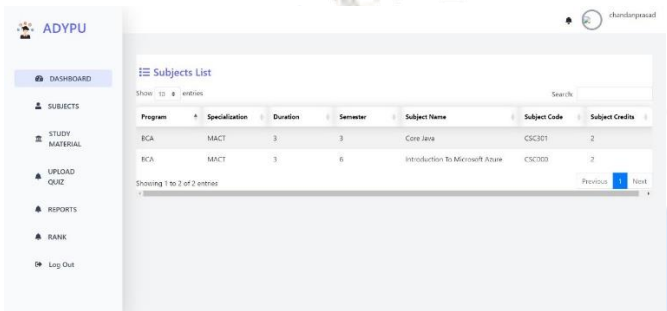 ADYPU
chandanprasad
DASHBOARD
SUBJECTS
STUDY
MATERIAL
UPLOAD
QUIZ
REPORTS
RANK
Log Out
Subjects List
Show 10 entries
Search:
Program Specialization Duration Semester Subject Name Subject Code Subject Credits
BCA MACT 3 3 Core Java CSC301 2
BCA MACT 3 6 Introduction To Microsoft Azure CSC000 2
Showing 1 to 2 of 2 entries
Previous 1 Next